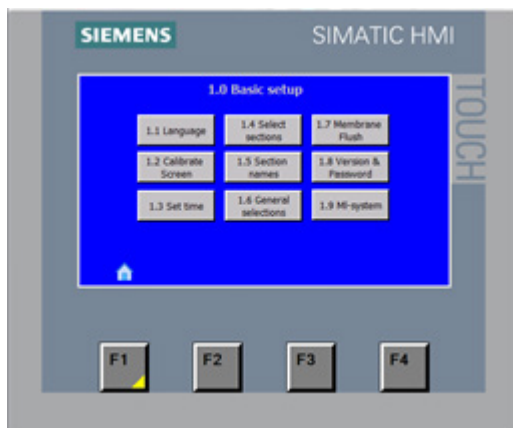 SIEMENS
SIMATIC HMI
TOUCH
1.0 Basic setup
1.1 Language
1.4 Select
sections
1.7 Membrane
Flush
1.2 Calibrate
Screen
1.5 Section
names
1.8 Version &
Password
1.3 Set time
1.6 General
selections
1.9 MI-system
F1
F2
F3
F4